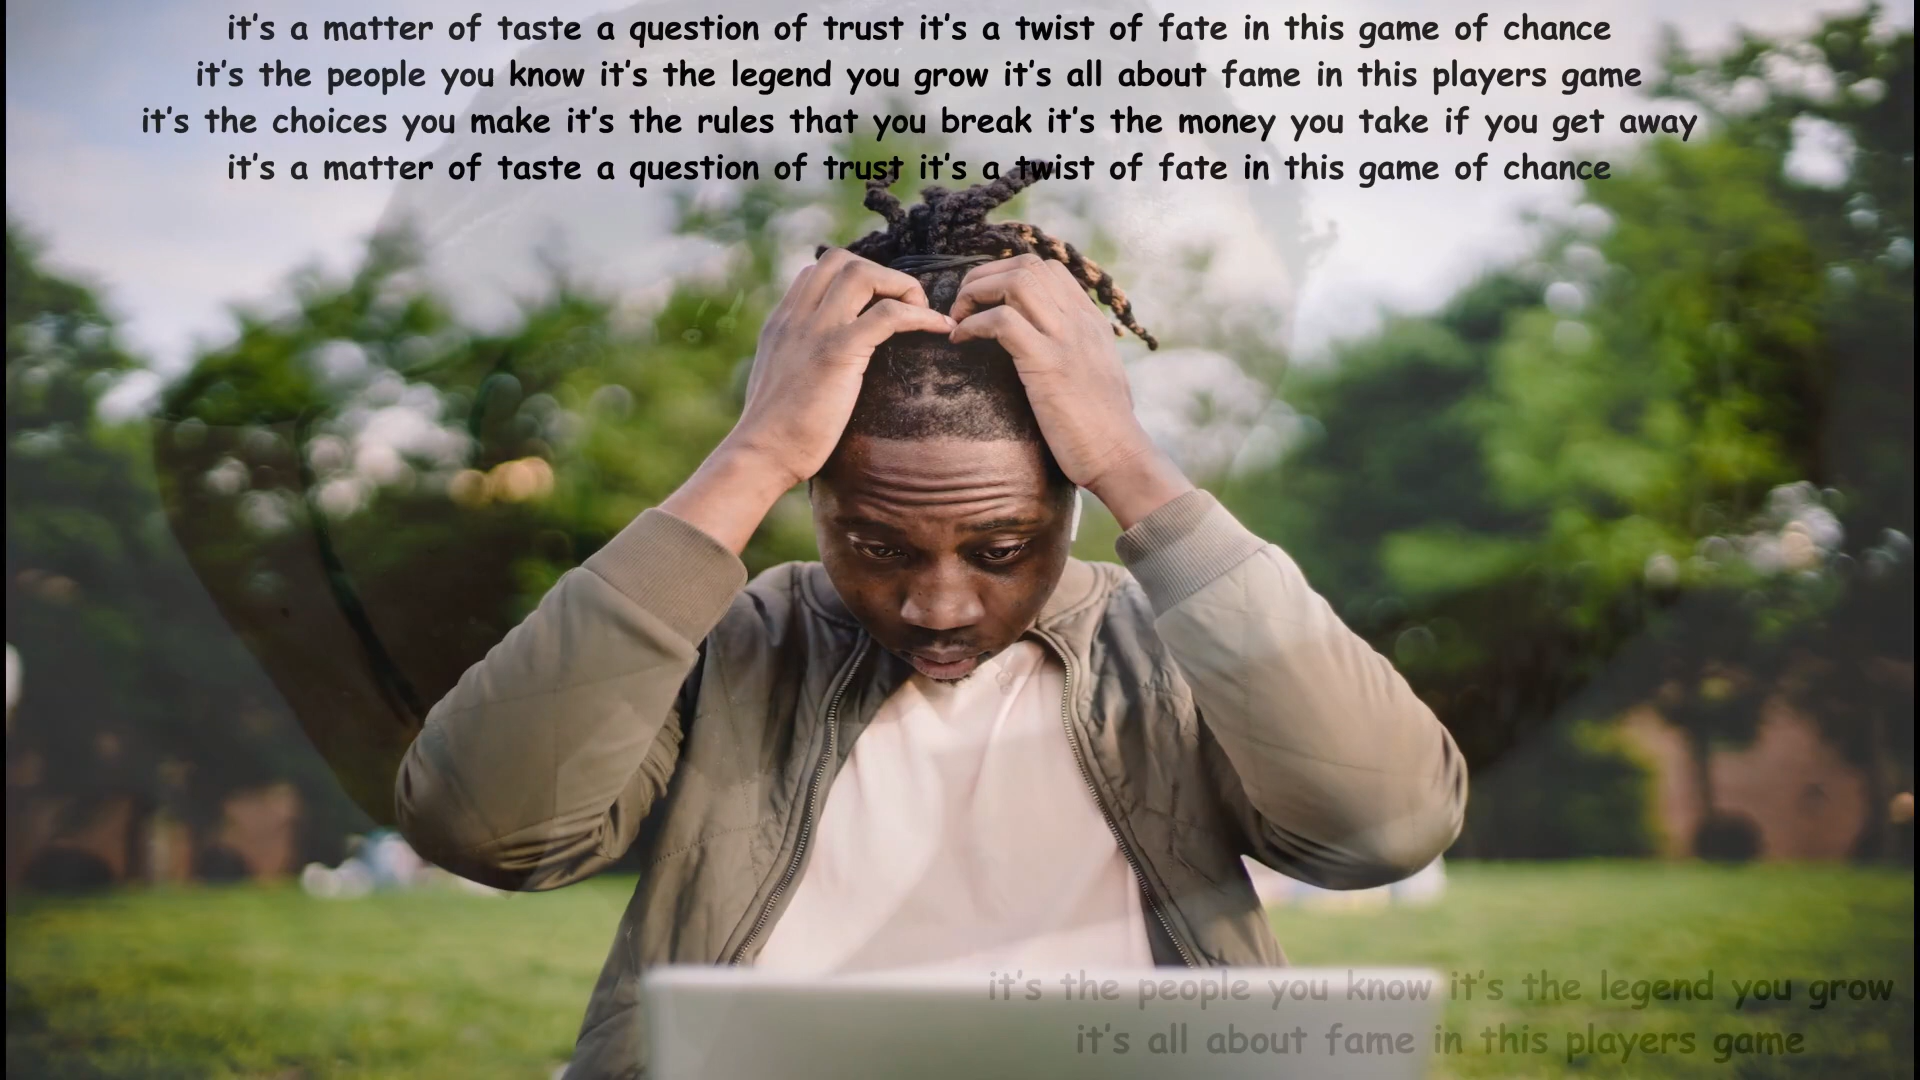 it's a matter of taste a question of trust it's a twist of fate in this game of chance
it's the people you know it's the legend you grow it's all about fame in this players game
it's the choices you make it's the rules that you break it's the money you take if you get away
it's a matter of taste a question of trust it's a twist of fate in this game of chance
it's the people you know it's the legend you grow
it's all about fame in this players game